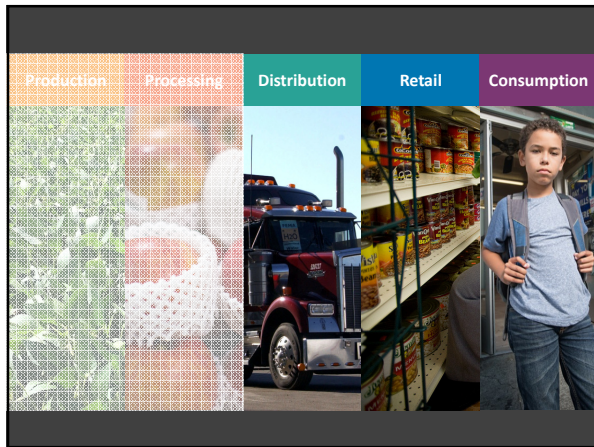 Production
Processing
Distribution
Retail
Consumption